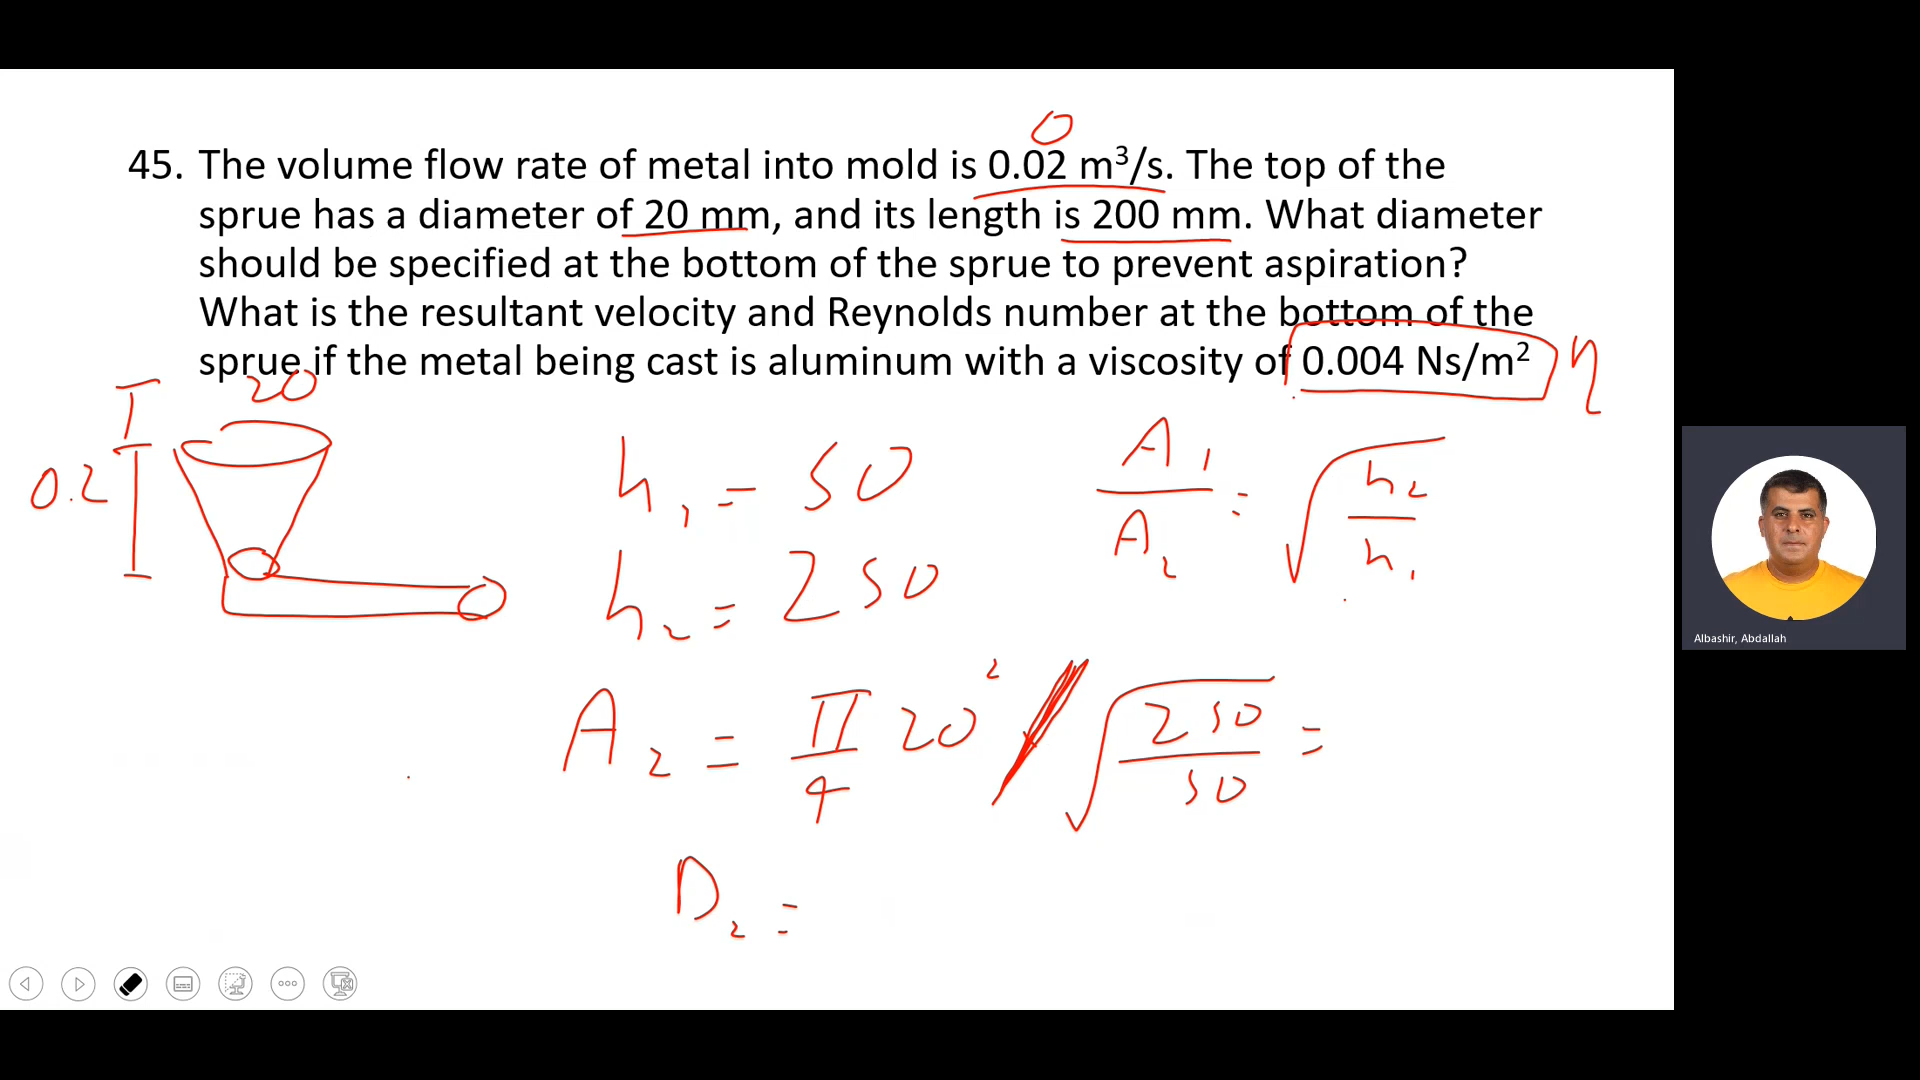 0
45. The volume flow rate of metal into mold is 0.02 m³/s. The top of the
sprue has a diameter of 20 mm, and its length is 200 mm. What diameter
should be specified at the bottom of the sprue to prevent aspiration?
What is the resultant velocity and Reynolds number at the bottom of the
sprue if the metal being cast is aluminum with a viscosity of 0.004 Ns/m²
η
20
0.2
h₁ = 50
h₂ = 250
A₁/A₂ = √(h₂/h₁)
A₂ = π/4 20² / √(250/50) =
D₂ =
Albashir, Abdallah